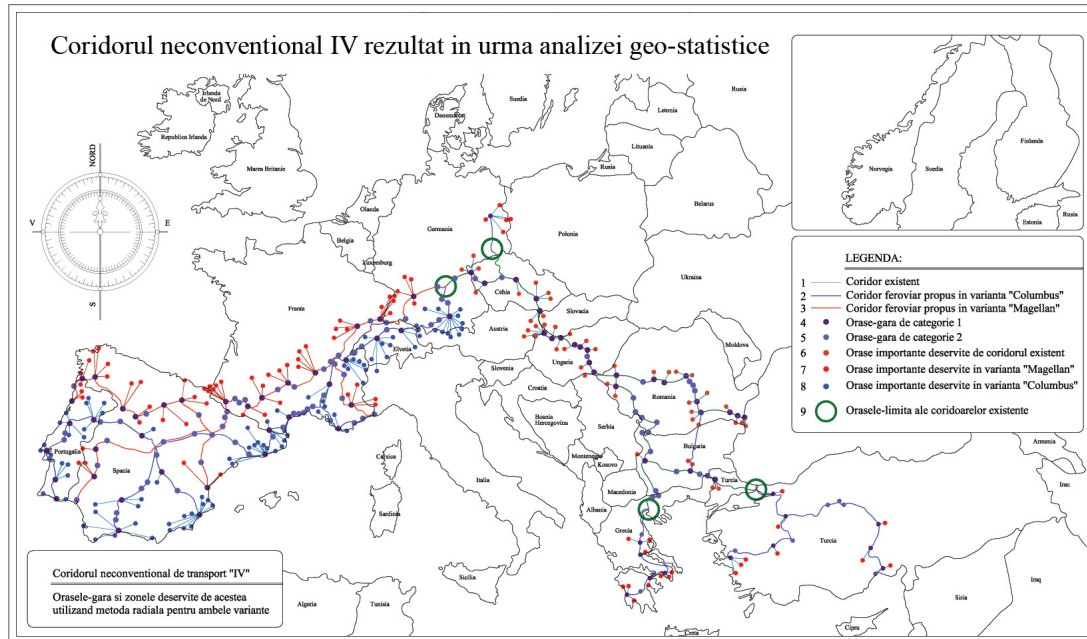 Coridorul neconventional IV rezultat in urma analizei geo-statistice
NORD
V
E
S
Irlanda
de Nord
Republica Irlanda
Marea Britanie
Danemarca
Suedia
Letonia
Lituania
Rusia
Rusia
Belarus
Olanda
Belgia
Luxemburg
Germania
Polonia
Ucraina
Franta
Cehia
Slovacia
Austria
Elvetia
Ungaria
Moldova
Slovenia
Croatia
Romania
Bosnia
Hercegovina
Serbia
Muntenegru
Kosovo
Bulgaria
Macedonia
Albania
Grecia
Turcia
Turcia
Portugalia
Spania
Corsica
Sardinia
Italia
Sicilia
Algeria
Tunisia
Creta
Cipru
Siria
Iraq
Iran
Armenia
Norvegia
Suedia
Finlanda
Estonia
Rusia
LEGENDA:
1 Coridor existent
2 Coridor feroviar propus in varianta "Columbus"
3 Coridor feroviar propus in varianta "Magellan"
4 Orase-gara de categorie 1
5 Orase-gara de categorie 2
6 Orase importante deservite de coridorul existent
7 Orase importante deservite in varianta "Magellan"
8 Orase importante deservite in varianta "Columbus"
9 Orasele-limita ale coridoarelor existente
Coridorul neconventional de transport "IV"
Orasele-gara si zonele deservite de acestea
utilizand metoda radiala pentru ambele variante